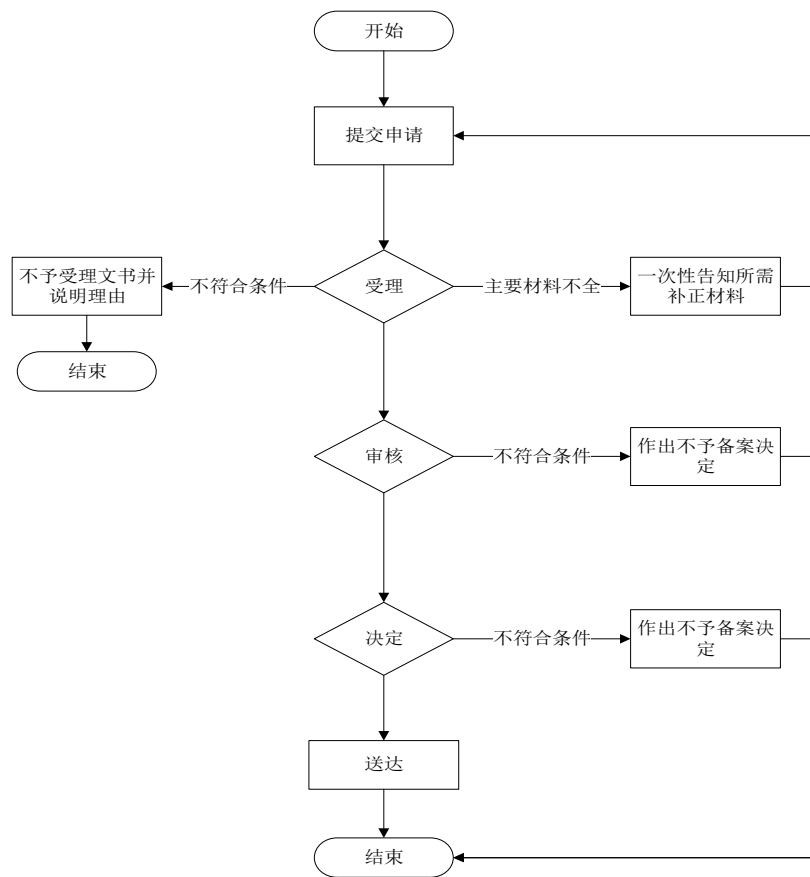 开始
提交申请
不予受理文书并
说明理由
不符合条件
受理
主要材料不全
一次性告知所需
补正材料
结束
审核
不符合条件
作出不予备案决
定
决定
不符合条件
作出不予备案决
定
送达
结束